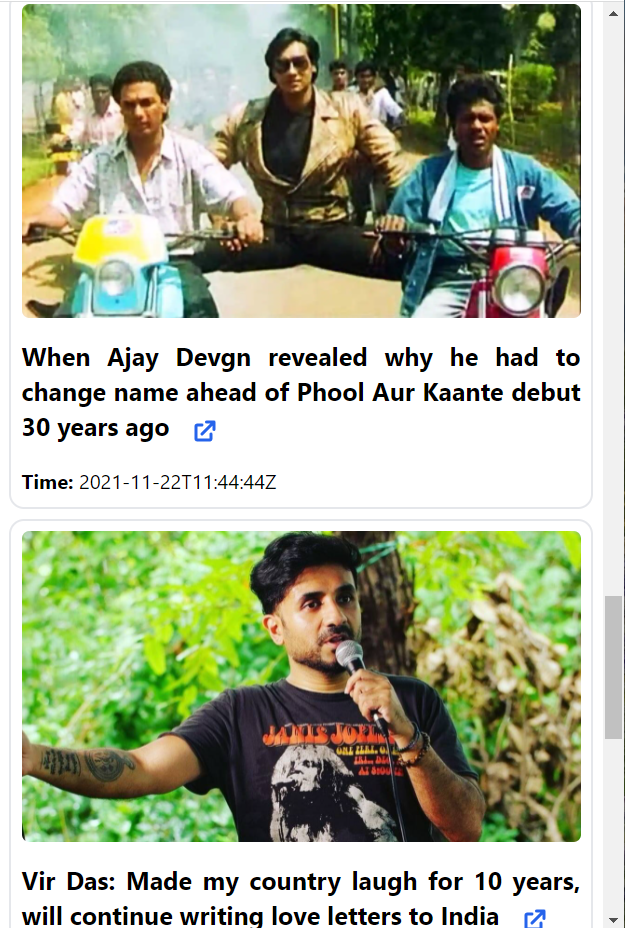 When Ajay Devgn revealed why he had to
change name ahead of Phool Aur Kaante debut
30 years ago
Time: 2021-11-22T11:44:44Z
JANIS JOPLIN
Vir Das: Made my country laugh for 10 years,
will continue writing love letters to India